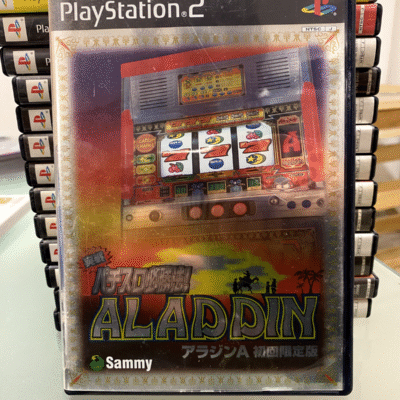 PlayStation®2
NTSC J
実戦
パチスロ必勝法!
ALADDIN
アラジンA 初回限定版
Sammy